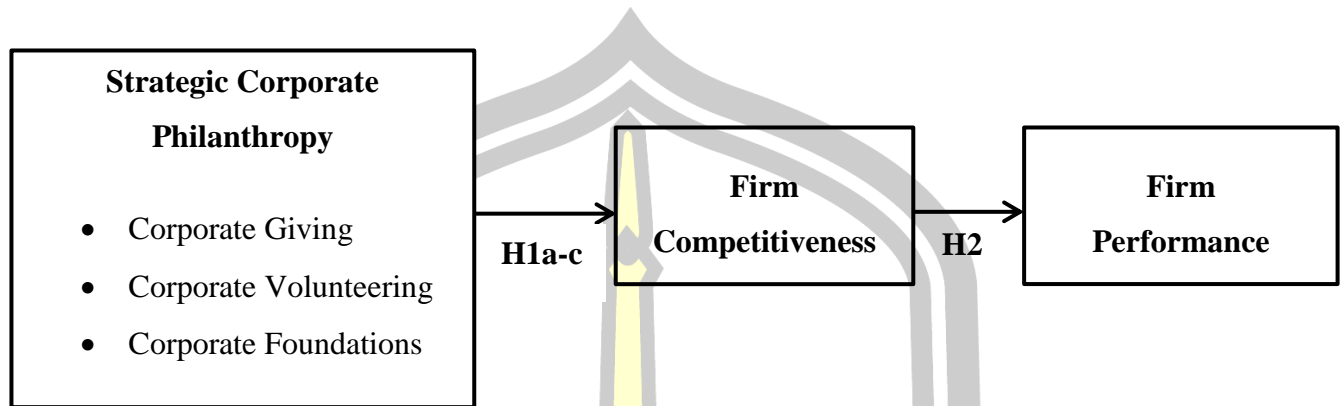 Strategic Corporate
Philanthropy
• Corporate Giving
• Corporate Volunteering
• Corporate Foundations
H1a-c
Firm
Competitiveness
H2
Firm
Performance